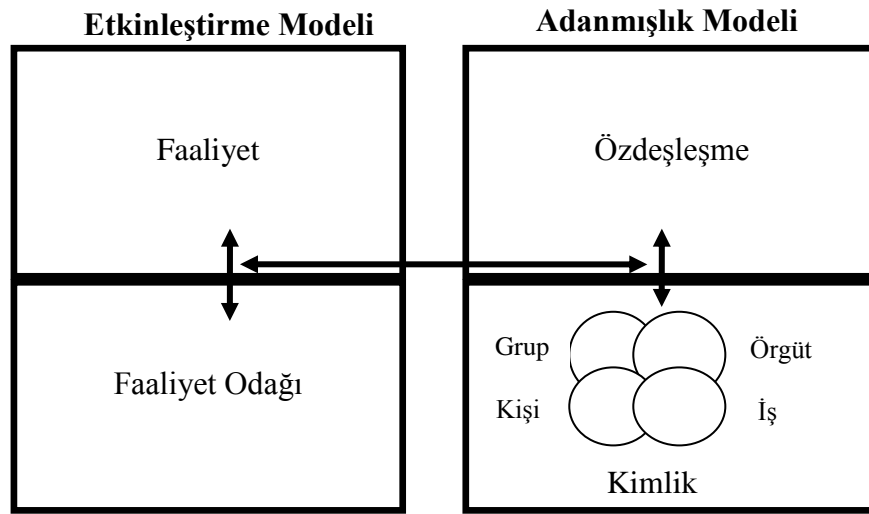 Etkinleştirme Modeli
Adanmışlık Modeli
Faaliyet
Özdeşleşme
Faaliyet Odağı
Grup
Örgüt
Kişi
İş
Kimlik